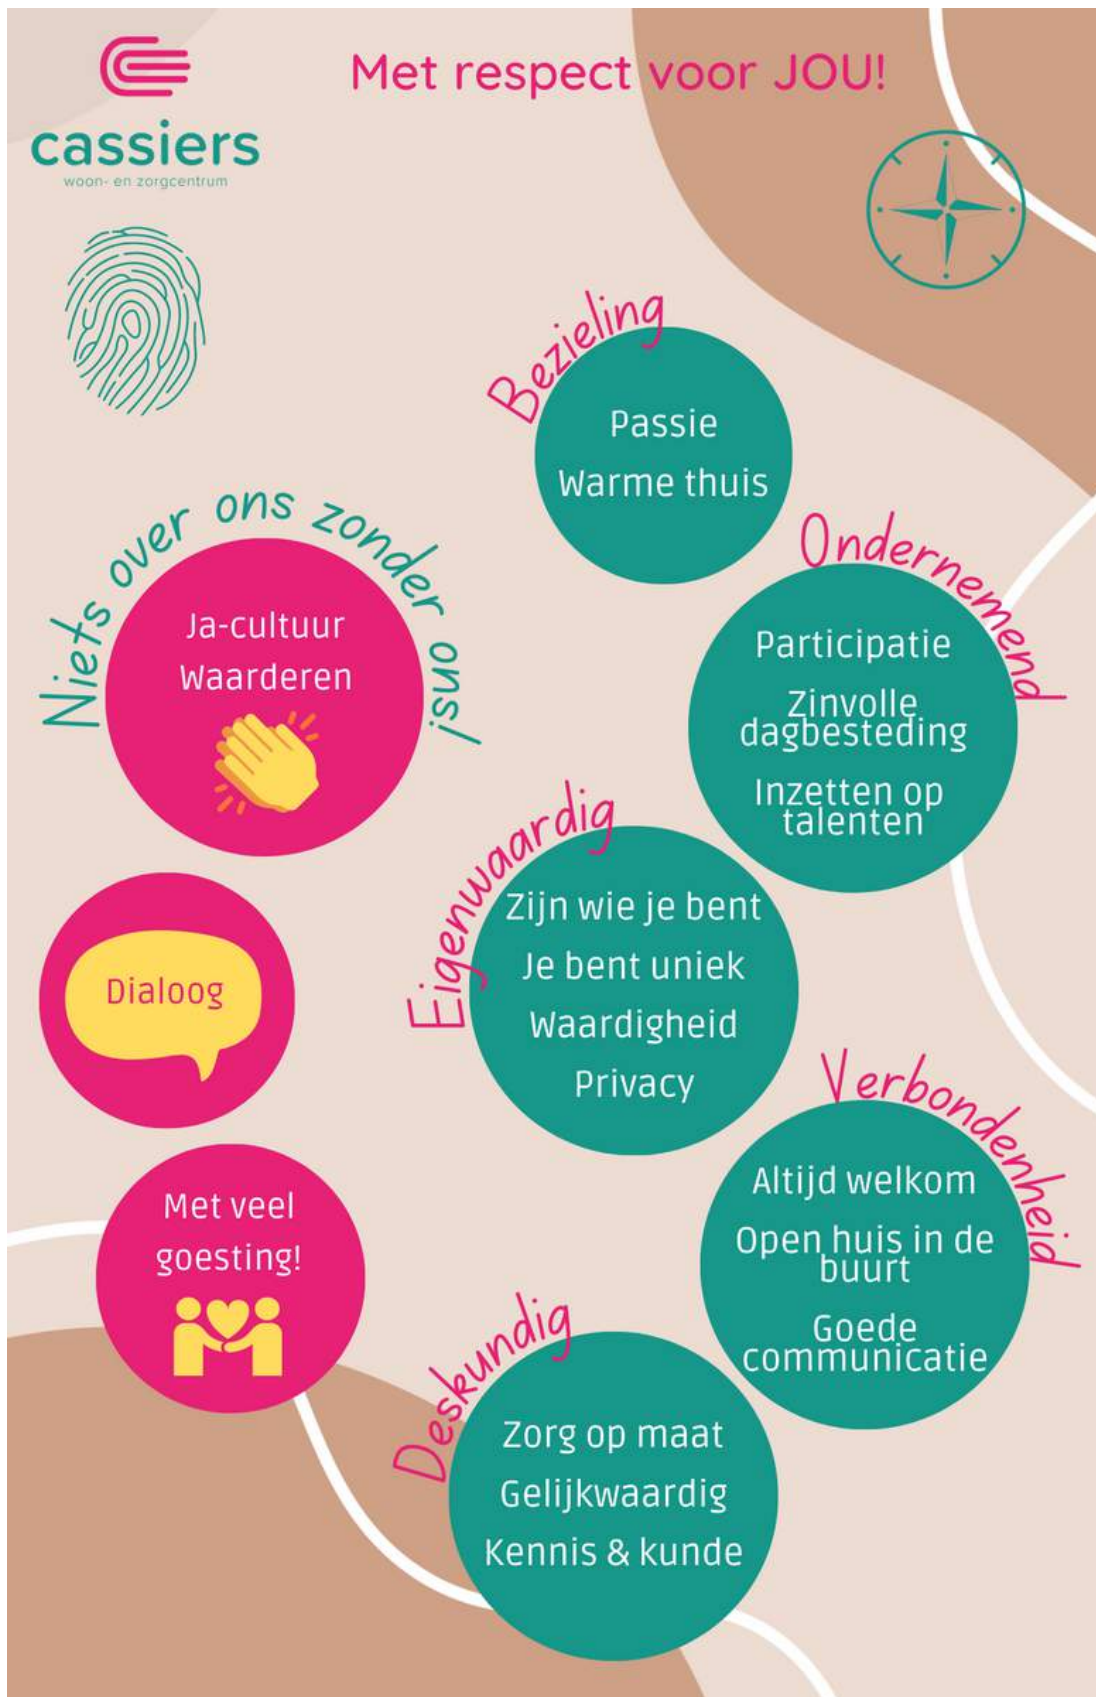 cassiers
woon- en zorgcentrum
Met respect voor JOU!
Niets over ons zonder ons!
Ja-cultuur
Waarderen
Dialoog
Met veel
goesting!
Bezieling
Passie
Warme thuis
Ondernemend
Participatie
Zinvolle
dagbesteding
Inzetten op
talenten
Eigenwaardig
Zijn wie je bent
Je bent uniek
Waardigheid
Privacy
Verbondenheid
Altijd welkom
Open huis in de
buurt
Goede
communicatie
Deskundig
Zorg op maat
Gelijkwaardig
Kennis & kunde